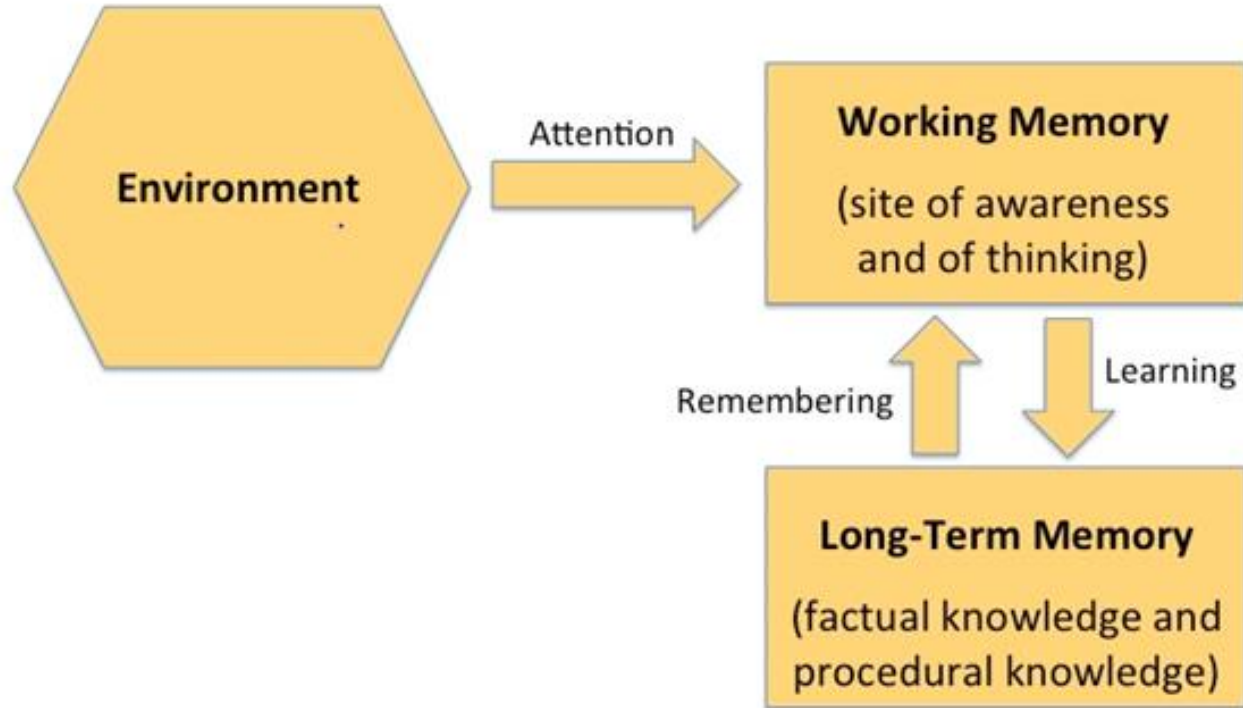 Environment
Attention
Working Memory
(site of awareness
and of thinking)
Remembering
Learning
Long-Term Memory
(factual knowledge and
procedural knowledge)